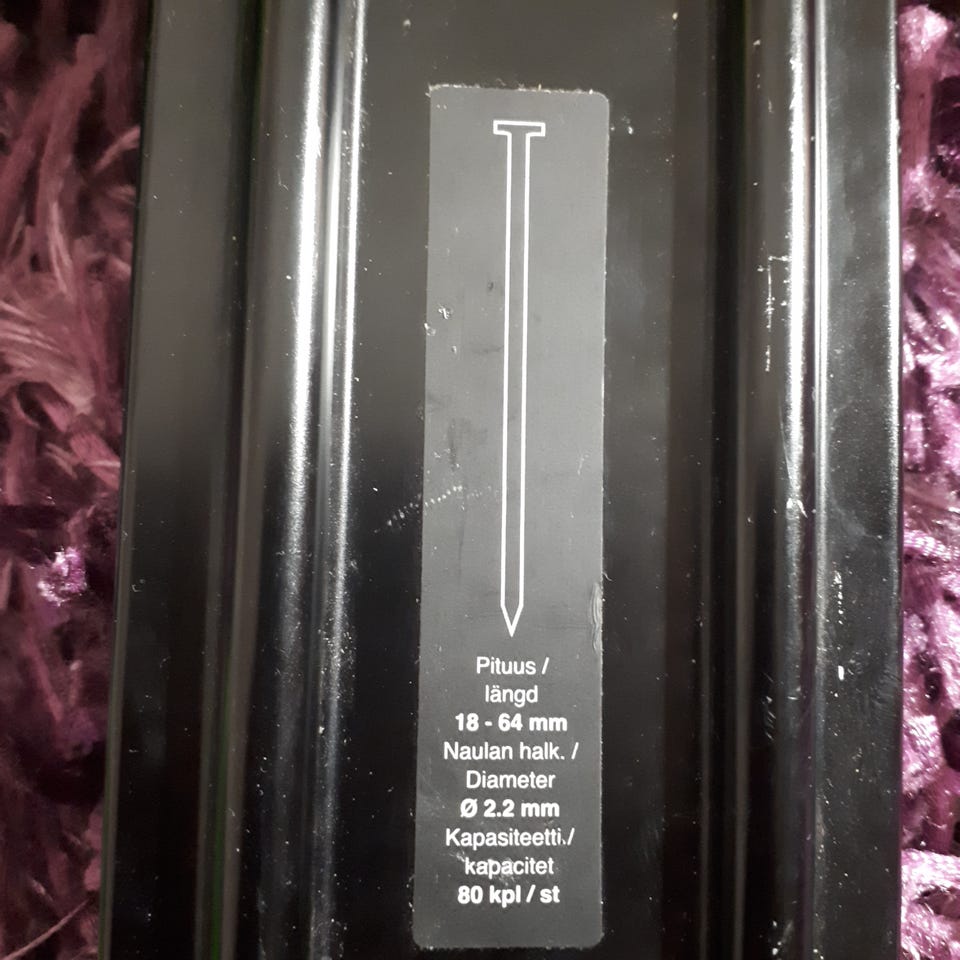 Pituus /
längd
18 - 64 mm
Naulan halk. /
Diameter
Ø 2.2 mm
Kapasiteetti /
kapacitet
80 kpl / st